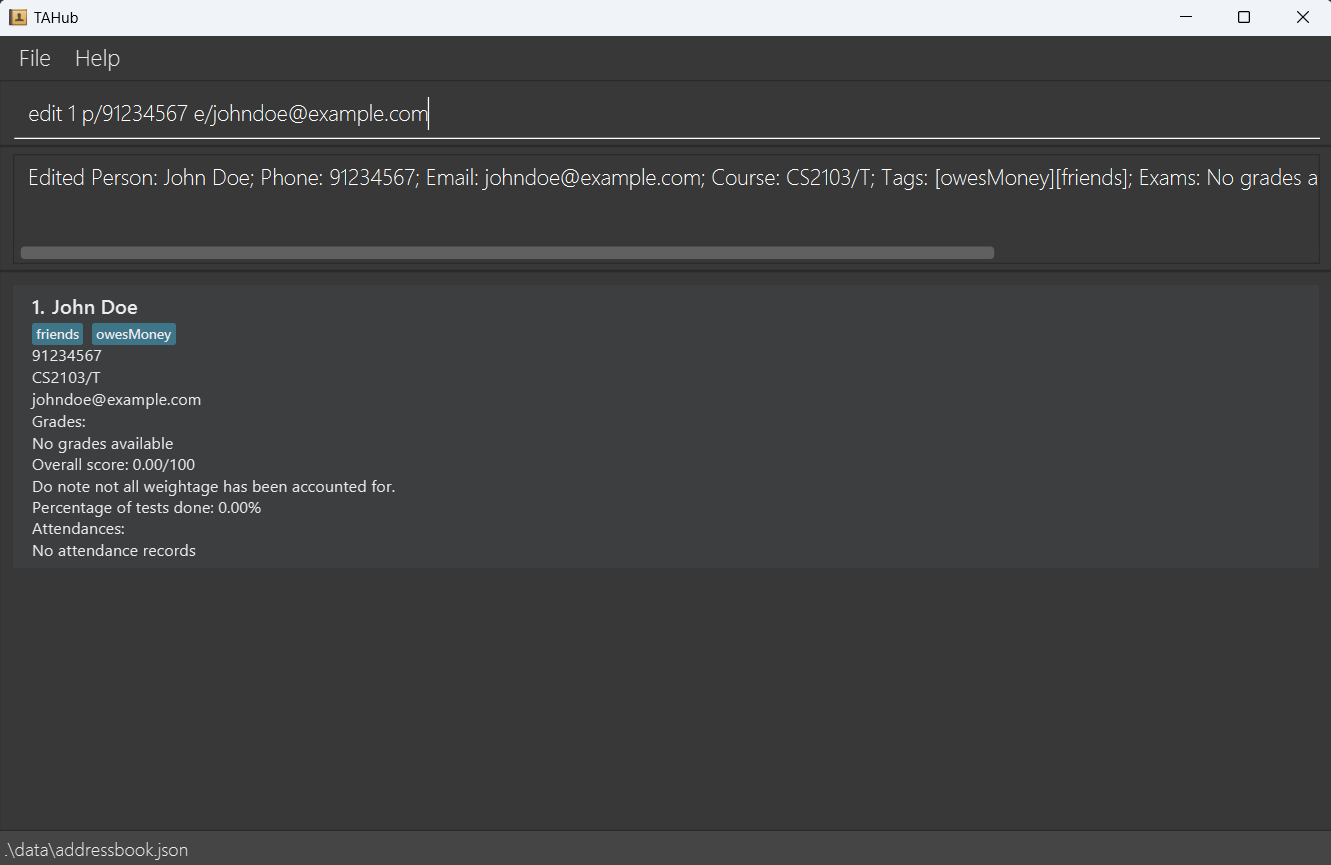 TAHub
File Help
edit 1 p/91234567 e/johndoe@example.com
Edited Person: John Doe; Phone: 91234567; Email: johndoe@example.com; Course: CS2103/T; Tags: [owesMoney][friends]; Exams: No grades a
1. John Doe
friends owesMoney
91234567
CS2103/T
johndoe@example.com
Grades:
No grades available
Overall score: 0.00/100
Do note not all weightage has been accounted for.
Percentage of tests done: 0.00%
Attendances:
No attendance records
.\data\addressbook.json